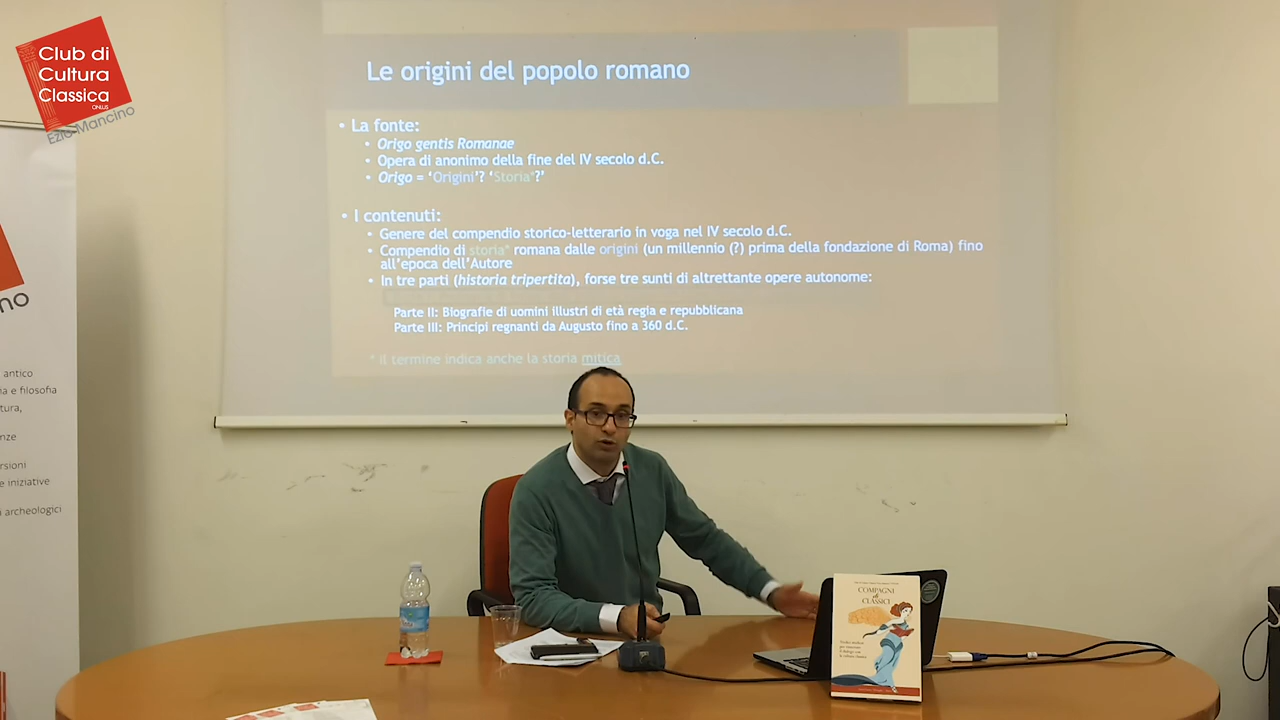 Club di
Cultura
Classica
ONLUS
Ezio Mancino
Le origini del popolo romano
• La fonte:
• Origo gentis Romanae
• Opera di anonimo della fine del IV secolo d.C.
• Origo = ‘Origini’? ‘Storia*?’
• I contenuti:
• Genere del compendio storico-letterario in voga nel IV secolo d.C.
• Compendio di storia* romana dalle origini (un millennio (?) prima della fondazione di Roma) fino
all’epoca dell’Autore
• In tre parti (historia tripertita), forse tre sunti di altrettante opere autonome:
Parte II: Biografie di uomini illustri di età regia e repubblicana
Parte III: Principi regnanti da Augusto fino a 360 d.C.
* il termine indica anche la storia mitica
no
antico
ia e filosofia
tura,
nze
rsioni
e iniziative
i archeologici
COMPAGNI
di
CLASSICI